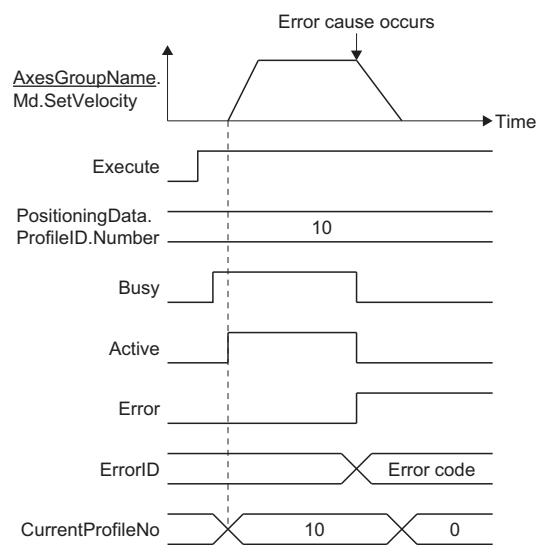 Error cause occurs
AxesGroupName.
Md.SetVelocity
Time
Execute
PositioningData.
ProfileID.Number
10
Busy
Active
Error
ErrorID
Error code
CurrentProfileNo
10
0